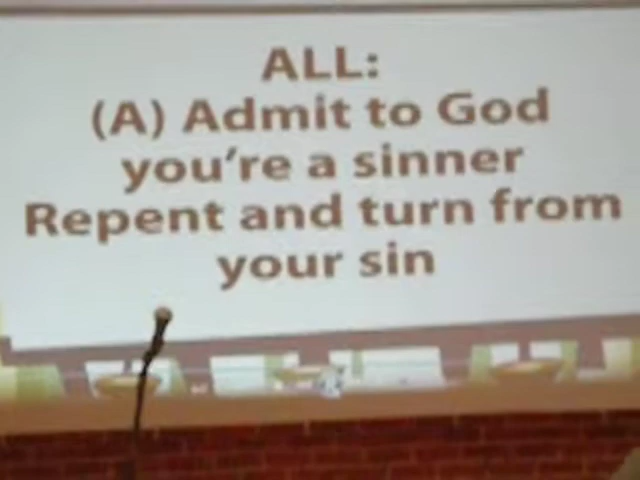 ALL:
(A) Admit to God
you're a sinner
Repent and turn from
your sin